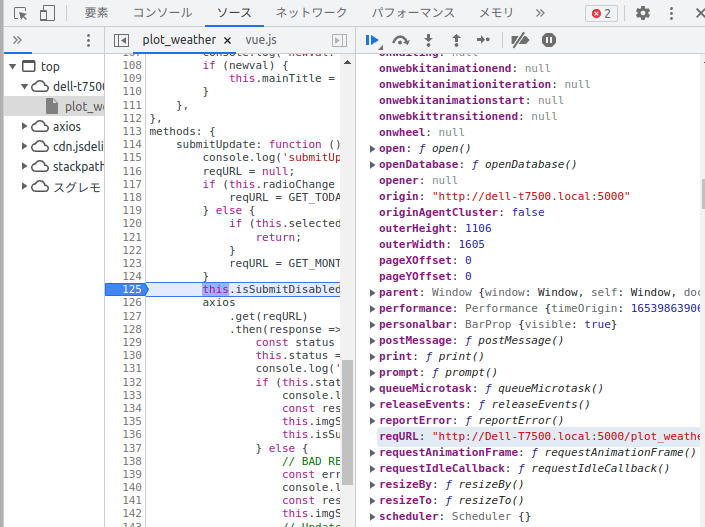 要素 コンソール ソース ネットワーク パフォーマンス メモリ » 2
» plot_weather × vue.js
top
dell-t7500
plot_we
axios
cdn.jsdeli
stackpath
スグレモ
108 if (newval) {
109 this.mainTitle =
110 }
111 },
112 },
113 methods: {
114 submitUpdate: function ()
115 console.log('submitUp
116 reqURL = null;
117 if (this.radioChange
118 reqURL = GET_TODA
119 } else {
120 if (this.selected
121 return;
122 }
123 reqURL = GET_MONT
124 }
125 this.isSubmitDisabled
126 axios
127 .get(reqURL)
128 .then(response =>
129 const status
130 this.status =
131 console.log('
132 if (this.stat
133 console.l
134 const res
135 this.imgS
136 this.isSu
137 } else {
138 // BAD RE
139 const err
140 console.l
141 const res
142 this.imgS
143 // Update
onwebkitanimationend: null
onwebkitanimationiteration: null
onwebkitanimationstart: null
onwebkittransitionend: null
onwheel: null
open: ƒ open()
openDatabase: ƒ openDatabase()
opener: null
origin: "http://dell-t7500.local:5000"
originAgentCluster: false
outerHeight: 1106
outerWidth: 1605
pageXOffset: 0
pageYOffset: 0
parent: Window {window: Window, self: Window, doc
performance: Performance {timeOrigin: 16539863906
personalbar: BarProp {visible: true}
postMessage: ƒ postMessage()
print: ƒ print()
prompt: ƒ prompt()
queueMicrotask: ƒ queueMicrotask()
releaseEvents: ƒ releaseEvents()
reportError: ƒ reportError()
reqURL: "http://Dell-T7500.local:5000/plot_weathe
requestAnimationFrame: ƒ requestAnimationFrame()
requestIdleCallback: ƒ requestIdleCallback()
resizeBy: ƒ resizeBy()
resizeTo: ƒ resizeTo()
scheduler: Scheduler {}